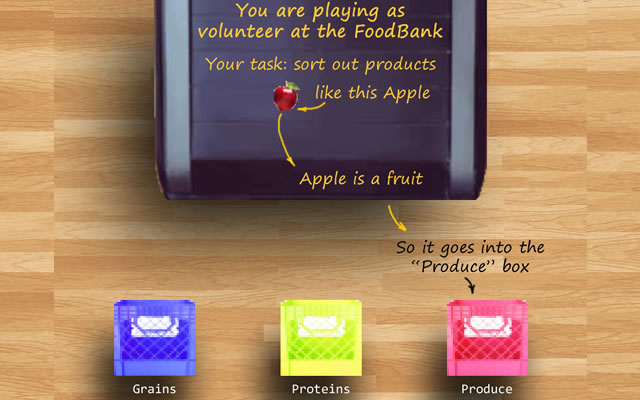 You are playing as
volunteer at the FoodBank
Your task: sort out products
like this Apple
Apple is a fruit
So it goes into the
“Produce” box
Grains
Proteins
Produce